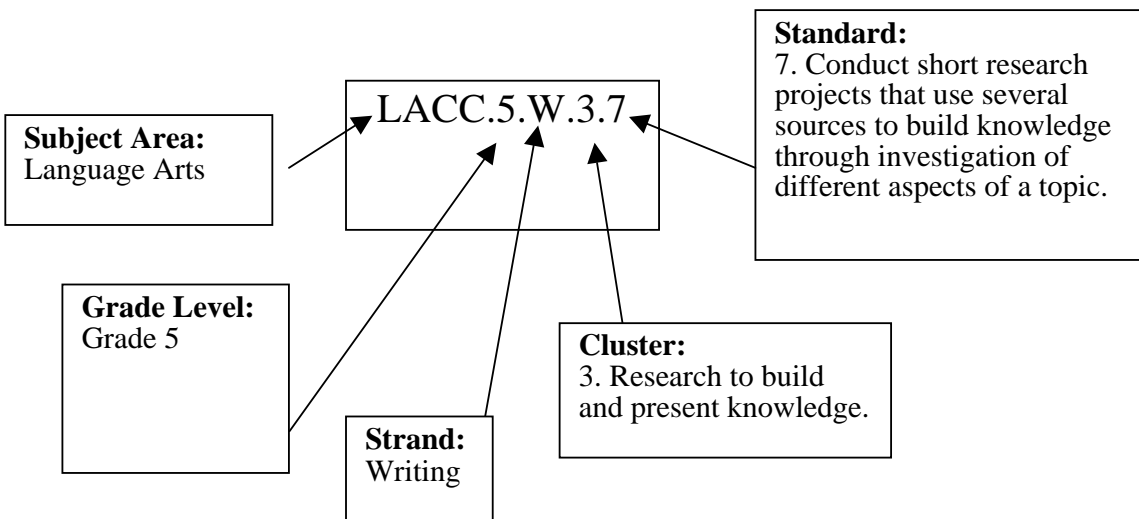 Standard:
7. Conduct short research
projects that use several
sources to build knowledge
through investigation of
different aspects of a topic.
LACC.5.W.3.7
Subject Area:
Language Arts
Grade Level:
Grade 5
Cluster:
3. Research to build
and present knowledge.
Strand:
Writing